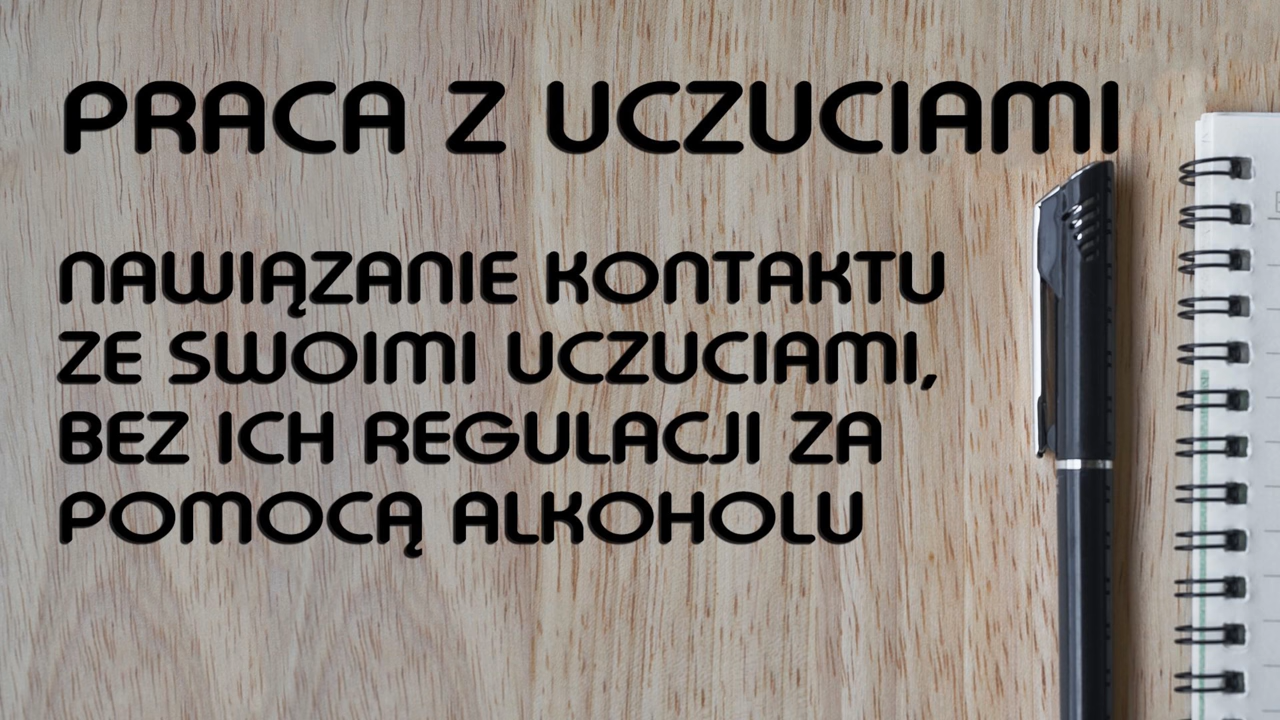 PRACA Z UCZUCIAMI
NAWIĄZANIE KONTAKTU
ZE SWOIMI UCZUCIAMI,
BEZ ICH REGULACJI ZA
POMOCĄ ALKOHOLU